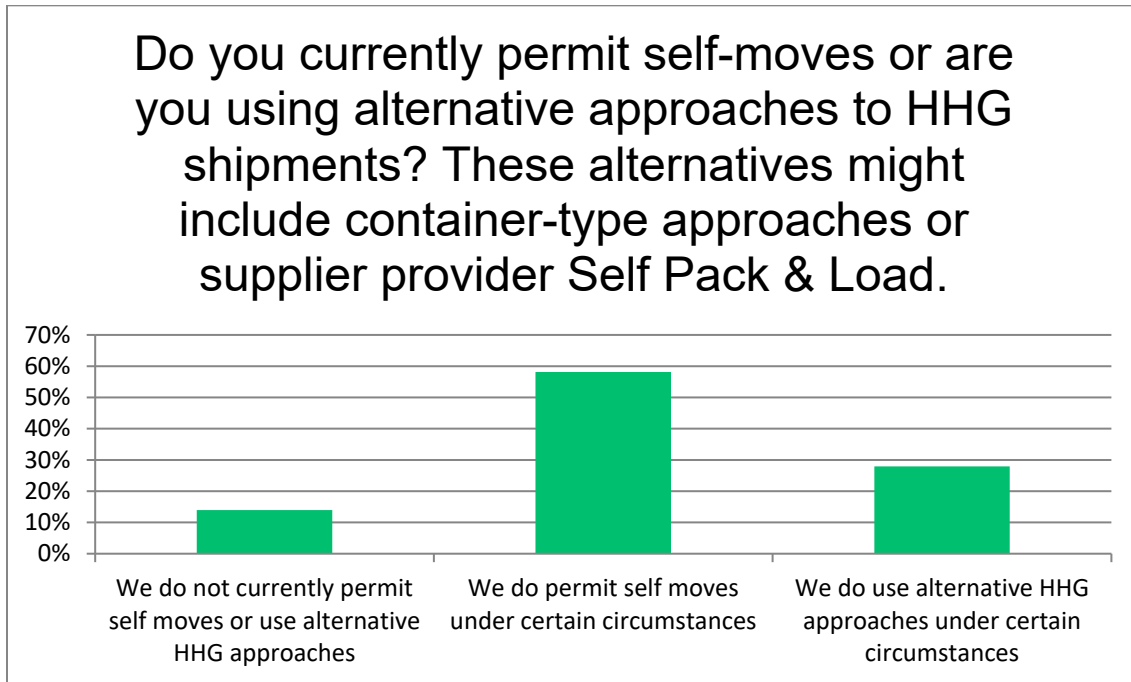 Do you currently permit self-moves or are
you using alternative approaches to HHG
shipments? These alternatives might
include container-type approaches or
supplier provider Self Pack & Load.
70%
60%
50%
40%
30%
20%
10%
0%
We do not currently permit
self moves or use alternative
HHG approaches
We do permit self moves
under certain circumstances
We do use alternative HHG
approaches under certain
circumstances